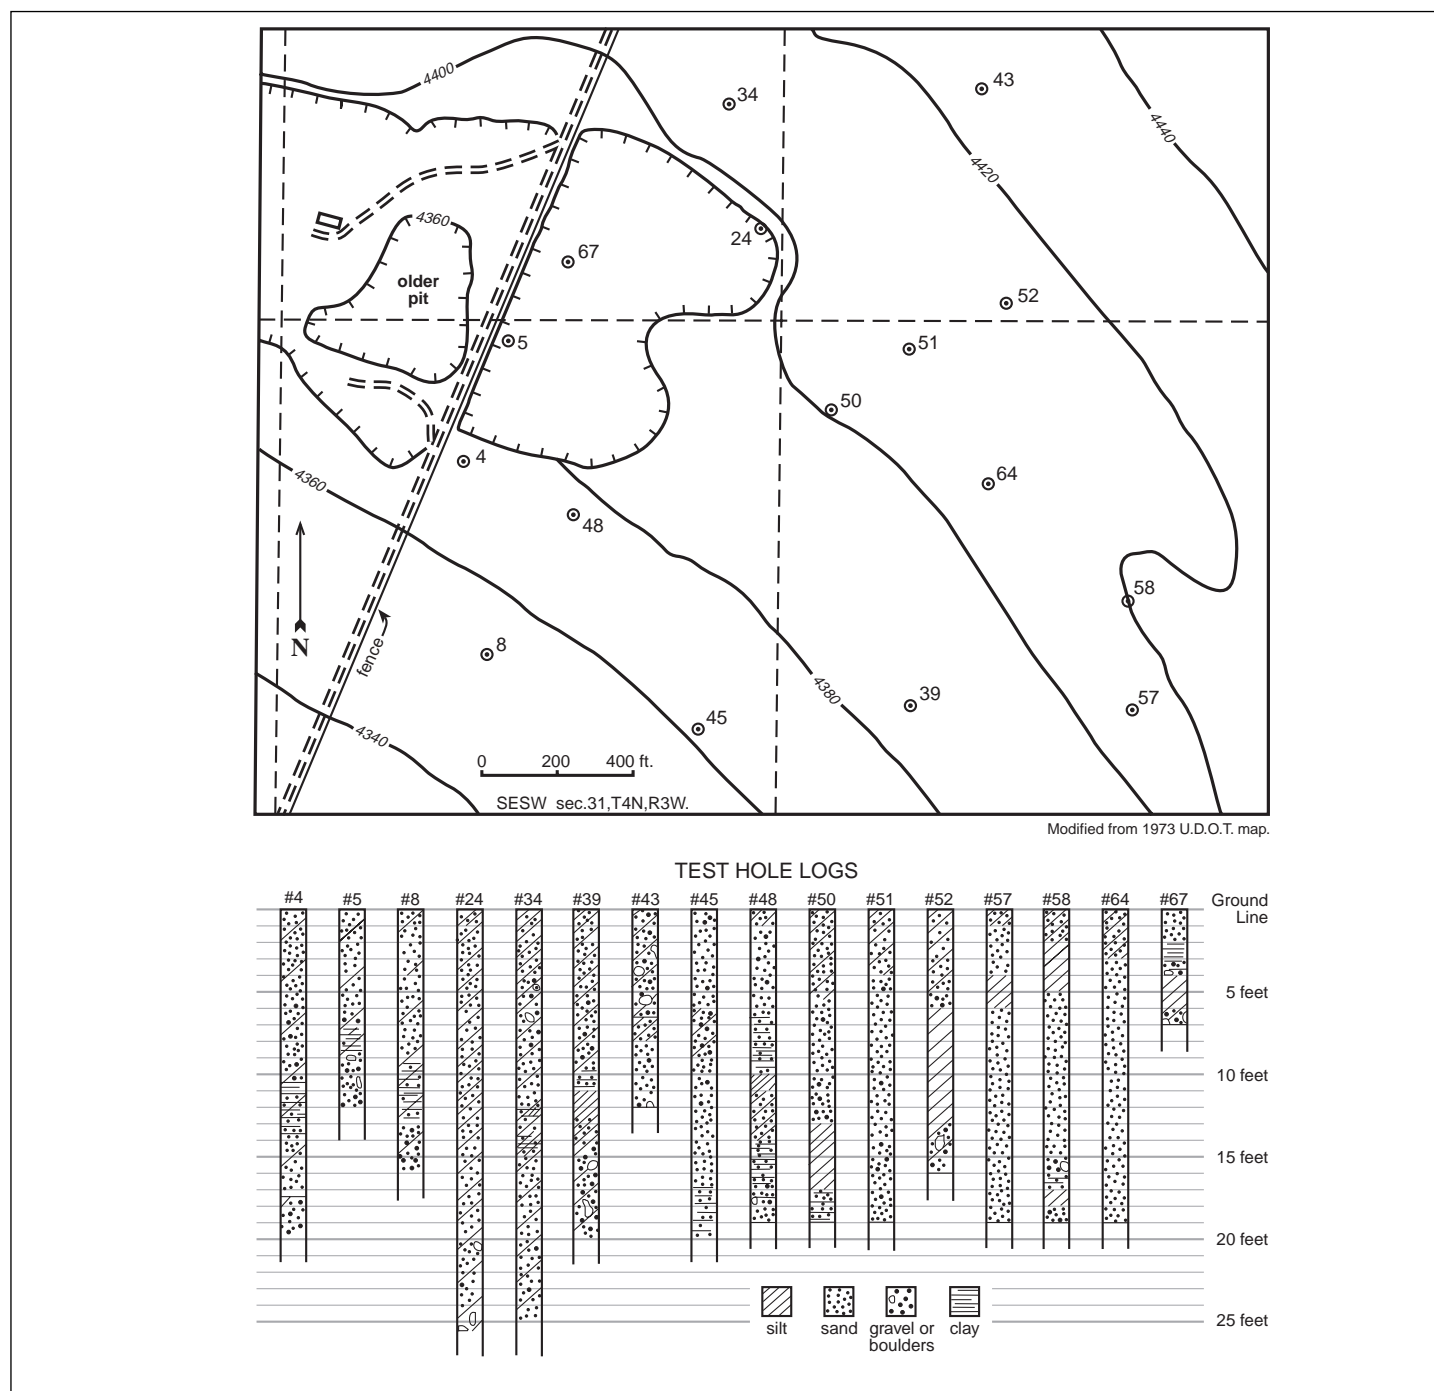 4400
34
43
4440
4420
4360
24
67
older
pit
52
5
51
50
4
4360
64
48
N
58
fence
8
4380
39
57
45
4340
0 200 400 ft.
SESW sec.31,T4N,R3W.
Modified from 1973 U.D.O.T. map.
TEST HOLE LOGS
#4 #5 #8 #24 #34 #39 #43 #45 #48 #50 #51 #52 #57 #58 #64 #67 Ground
Line
5 feet
10 feet
15 feet
20 feet
25 feet
silt sand gravel or clay
boulders